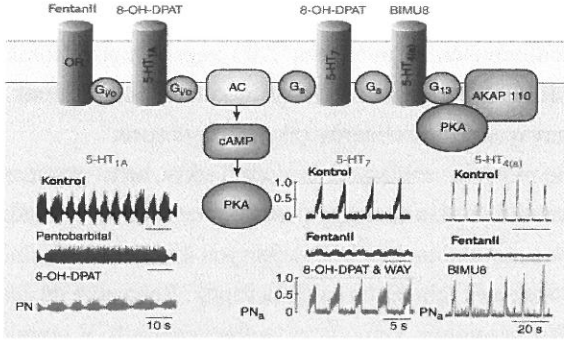 Fentanil 8-OH-DPAT 8-OH-DPAT BIMU8
OR 5-HT1A 5-HT7 5-HT4(a)
Gi/o Gi/o AC Gs Gs G13 AKAP 110
PKA
cAMP
PKA
5-HT1A
Kontrol
Pentobarbital
8-OH-DPAT
PN
10 s
5-HT7
Kontrol
1.0
0.5
0
Fentanil
8-OH-DPAT & WAY
1.0
0.5
0
PNa
5 s
5-HT4(a)
Kontrol
Fentanil
BIMU8
PNa
20 s